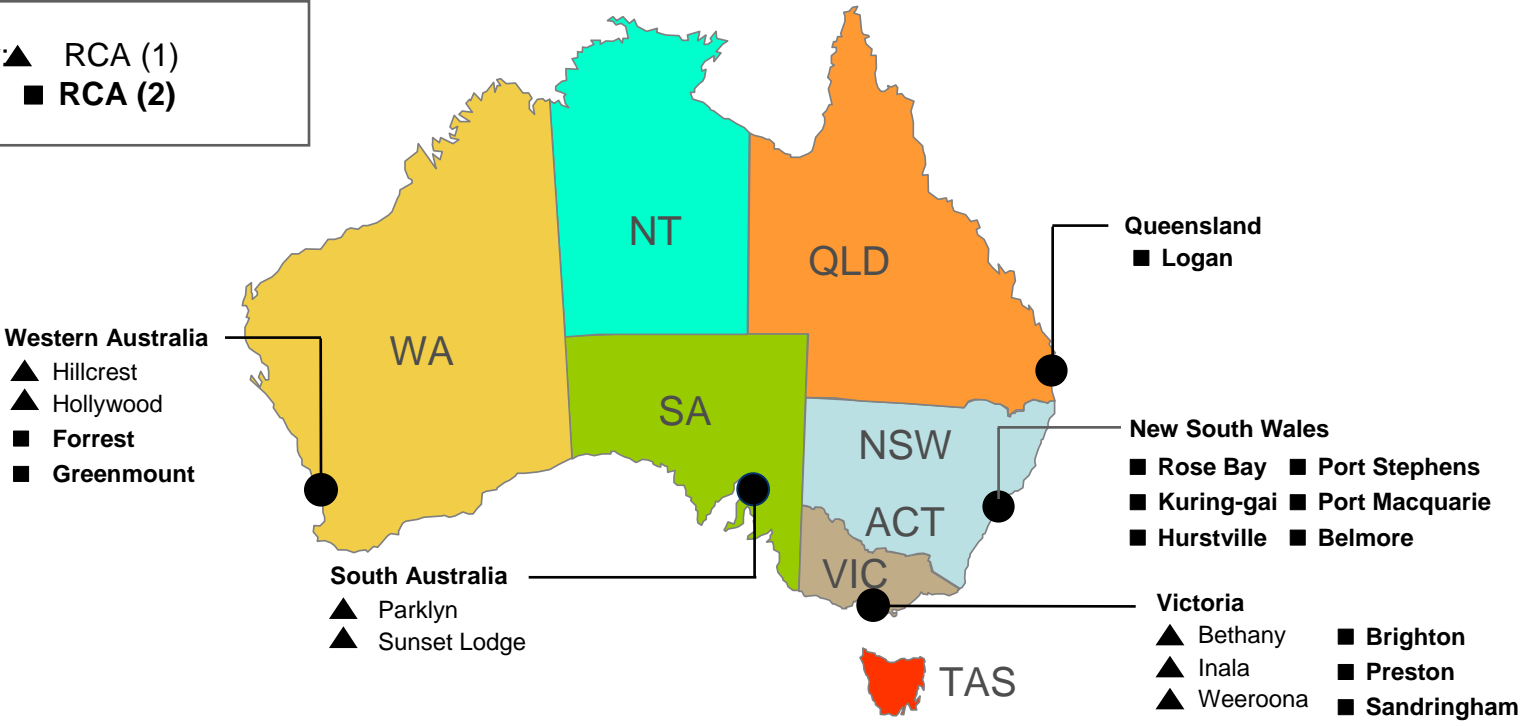 RCA (1)
RCA (2)
NT
QLD
WA
SA
NSW
ACT
VIC
TAS
Queensland
Logan
Western Australia
Hillcrest
Hollywood
Forrest
Greenmount
New South Wales
Rose Bay Port Stephens
Kuring-gai Port Macquarie
Hurstville Belmore
South Australia
Parklyn
Sunset Lodge
Victoria
Bethany Brighton
Inala Preston
Weeroona Sandringham